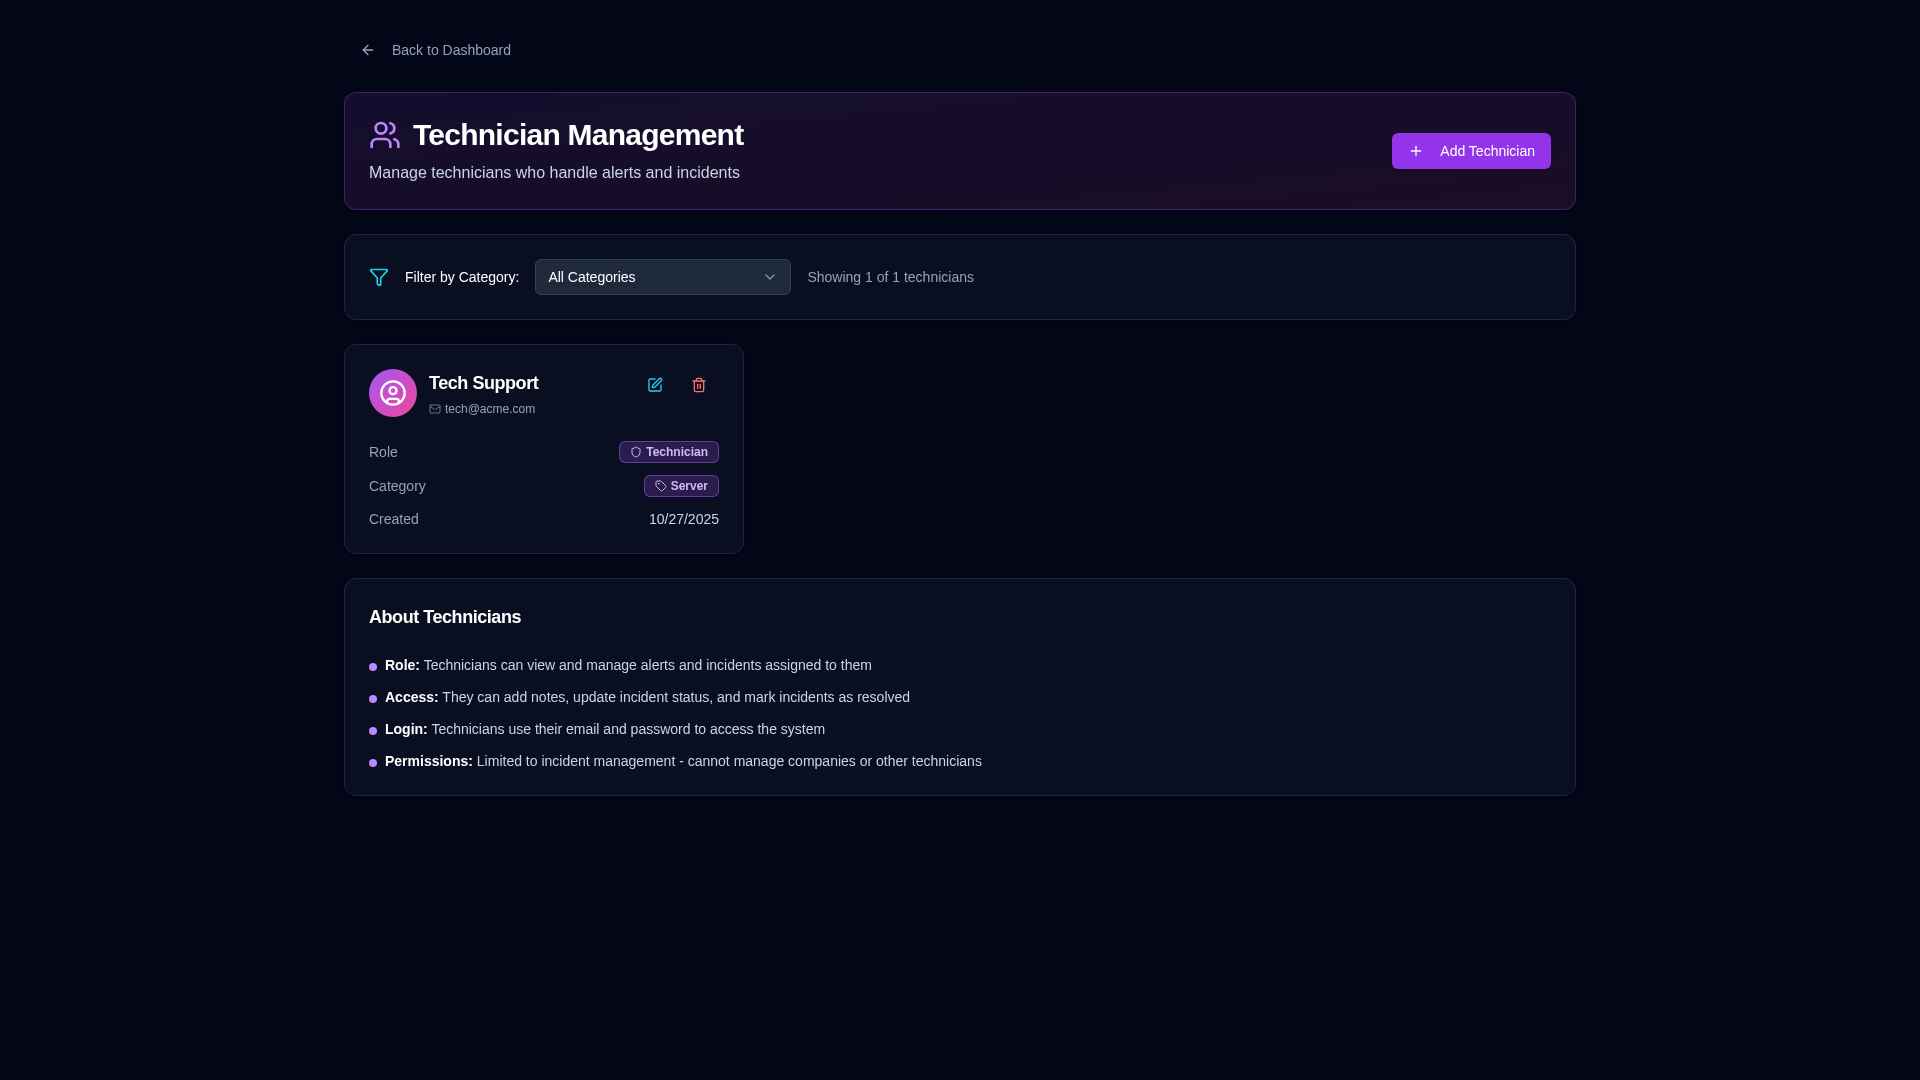 Back to Dashboard
Technician Management
Manage technicians who handle alerts and incidents
Add Technician
Filter by Category:
All Categories
Showing 1 of 1 technicians
Tech Support
tech@acme.com
Role
Technician
Category
Server
Created
10/27/2025
About Technicians
Role: Technicians can view and manage alerts and incidents assigned to them
Access: They can add notes, update incident status, and mark incidents as resolved
Login: Technicians use their email and password to access the system
Permissions: Limited to incident management - cannot manage companies or other technicians